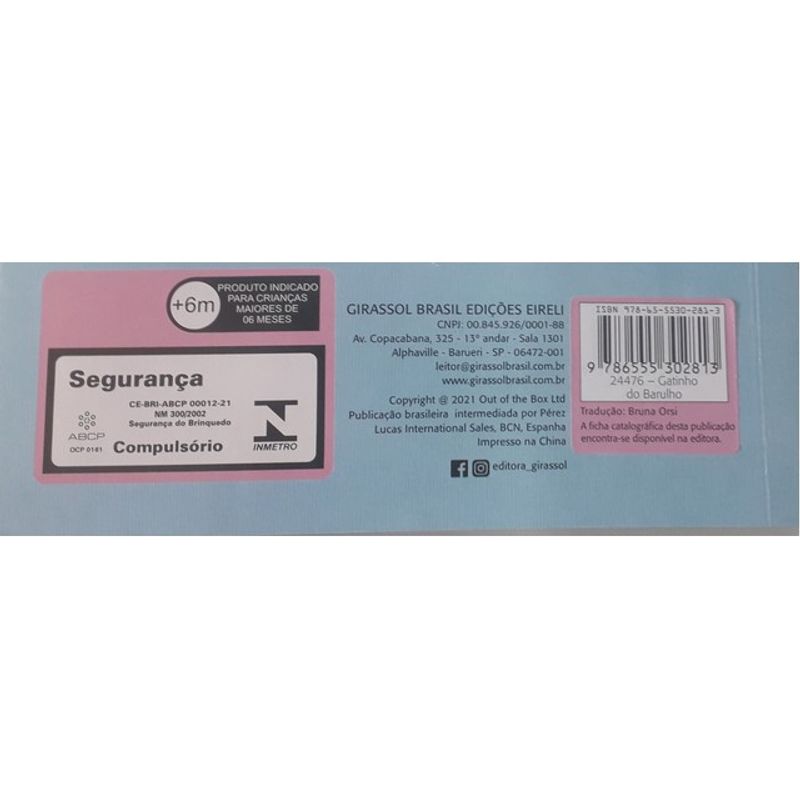 +6m
PRODUTO INDICADO
PARA CRIANÇAS
MAIORES DE
06 MESES
Segurança
CE-BRI-ABCP 00012-21
NM 300/2002
Segurança do Brinquedo
ABCP
OCP 0161
Compulsório
INMETRO
GIRASSOL BRASIL EDIÇÕES EIRELI
CNPJ: 00.845.926/0001-88
Av. Copacabana, 325 - 13º andar - Sala 1301
Alphaville - Barueri - SP - 06472-001
leitor@girassolbrasil.com.br
www.girassolbrasil.com.br
Copyright @ 2021 Out of the Box Ltd
Publicação brasileira intermediada por Pérez
Lucas International Sales, BCN, Espanha
Impresso na China
editora_girassol
ISBN 978-65-5530-281-3
9 786555 302813
24476 – Gatinho
do Barulho
Tradução: Bruna Orsi
A ficha catalográfica desta publicação
encontra-se disponível na editora.